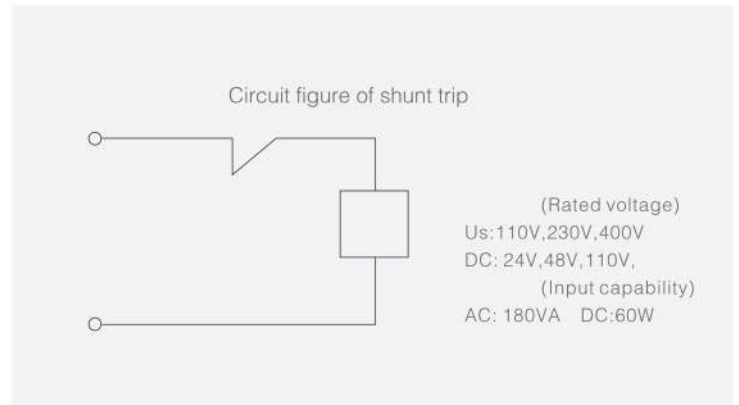 Circuit figure of shunt trip
(Rated voltage)
Us:110V,230V,400V
DC: 24V,48V,110V,
(Input capability)
AC: 180VA DC:60W